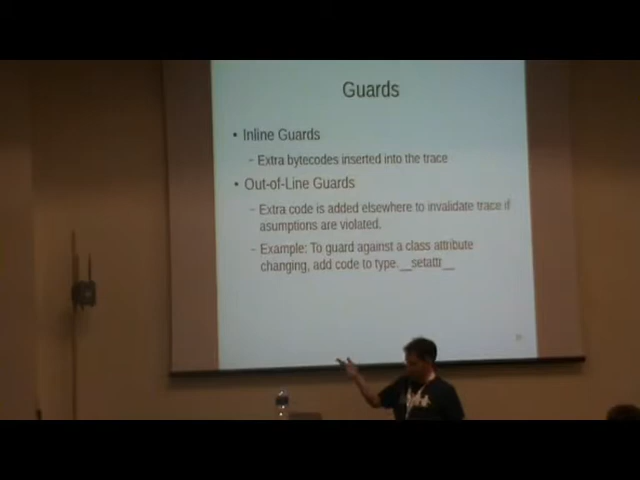 Guards
• Inline Guards
– Extra bytecodes inserted into the trace
• Out-of-Line Guards
– Extra code is added elsewhere to invalidate trace if
asumptions are violated.
– Example: To guard against a class attribute
changing, add code to type.__setattr__